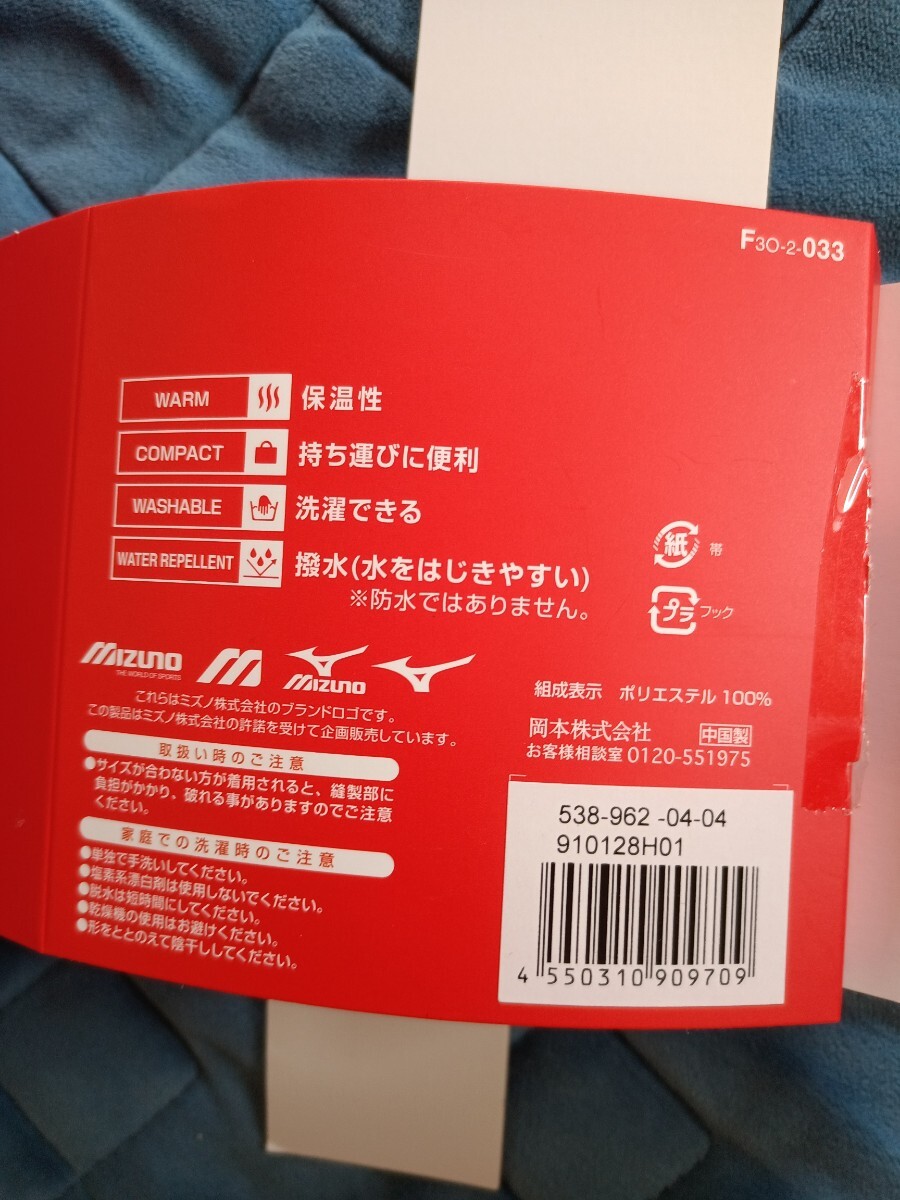 F3O-2-033
WARM 保温性
COMPACT 持ち運びに便利
WASHABLE 洗濯できる
WATER REPELLENT 撥水(水をはじきやすい)
※防水ではありません。
紙 帯
プラ フック
MIZUNO
THE WORLD OF SPORTS
MIZUNO
これらはミズノ株式会社のブランドロゴです。
この製品はミズノ株式会社の許諾を受けて企画販売しています。
取扱い時のご注意
●サイズが合わない方が着用されると、縫製部に
負担がかかり、破れる事がありますのでご注意
ください。
家庭での洗濯時のご注意
●単独で手洗いしてください。
●塩素系漂白剤は使用しないでください。
●脱水は短時間にしてください。
●乾燥機の使用はお避けください。
●形をととのえて陰干ししてください。
組成表示 ポリエステル 100%
岡本株式会社 中国製
お客様相談室 0120-551975
538-962 -04-04
910128H01
4 550310 909709